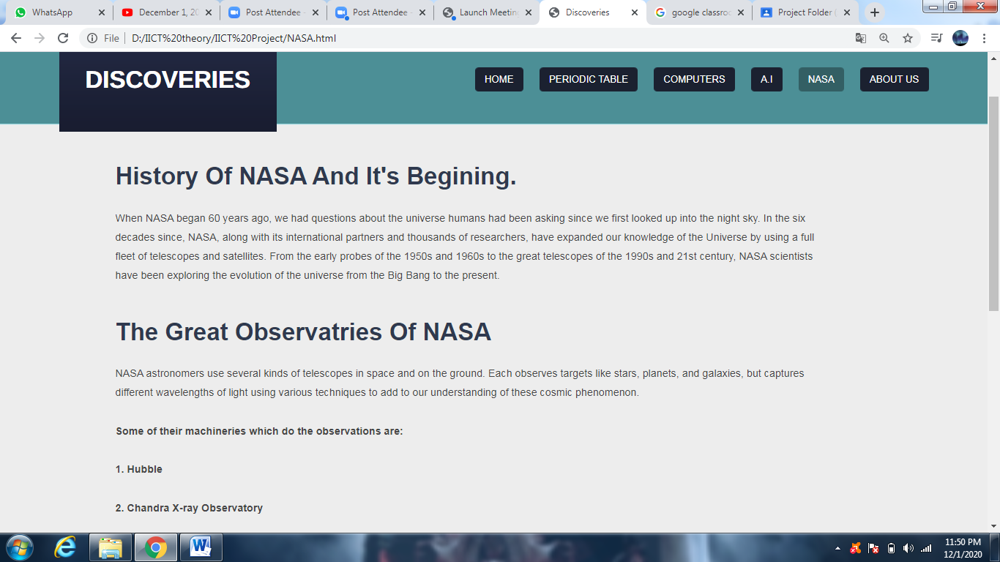 WhatsApp
December 1, 20
Post Attendee -
Post Attendee -
Launch Meeting
Discoveries
google classroo
Project Folder (
File
D:/IICT%20theory/IICT%20Project/NASA.html
DISCOVERIES
HOME
PERIODIC TABLE
COMPUTERS
A.I
NASA
ABOUT US
History Of NASA And It's Begining.
When NASA began 60 years ago, we had questions about the universe humans had been asking since we first looked up into the night sky. In the six
decades since, NASA, along with its international partners and thousands of researchers, have expanded our knowledge of the Universe by using a full
fleet of telescopes and satellites. From the early probes of the 1950s and 1960s to the great telescopes of the 1990s and 21st century, NASA scientists
have been exploring the evolution of the universe from the Big Bang to the present.
The Great Observatries Of NASA
NASA astronomers use several kinds of telescopes in space and on the ground. Each observes targets like stars, planets, and galaxies, but captures
different wavelengths of light using various techniques to add to our understanding of these cosmic phenomenon.
Some of their machineries which do the observations are:
1. Hubble
2. Chandra X-ray Observatory
11:50 PM
12/1/2020